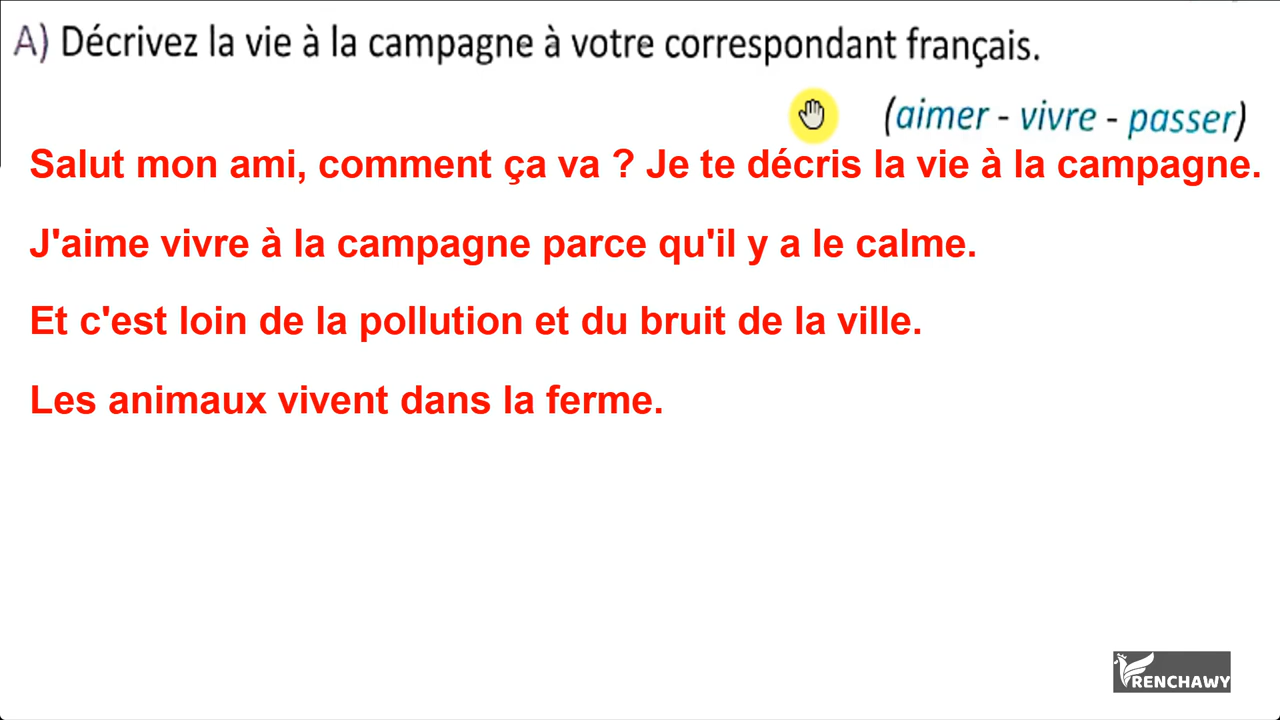 A) Décrivez la vie à la campagne à votre correspondant français.
(aimer - vivre - passer)
Salut mon ami, comment ça va ? Je te décris la vie à la campagne.
J'aime vivre à la campagne parce qu'il y a le calme.
Et c'est loin de la pollution et du bruit de la ville.
Les animaux vivent dans la ferme.
FRENCHAWY